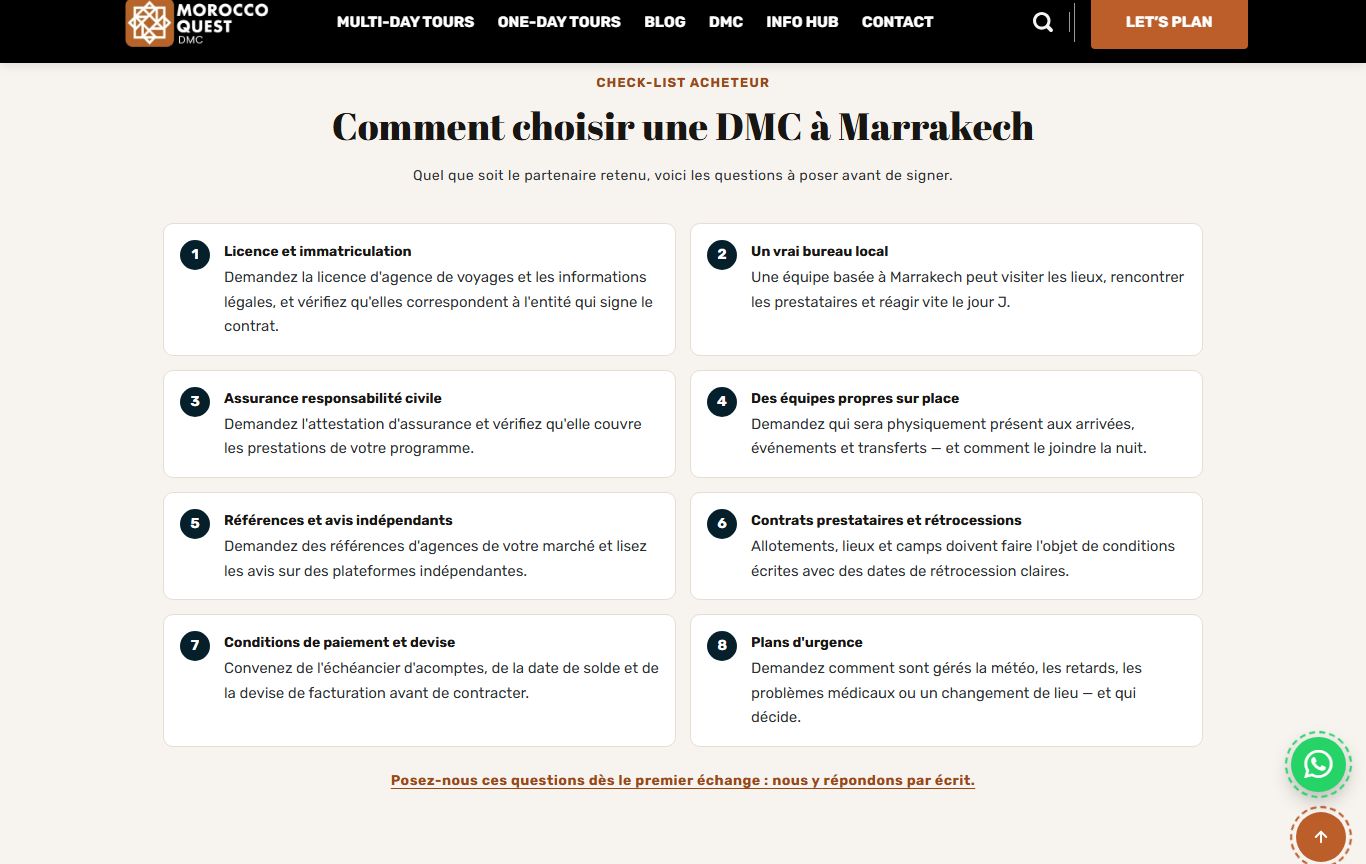 MOROCCO
QUEST
DMC
MULTI-DAY TOURS ONE-DAY TOURS BLOG DMC INFO HUB CONTACT
LET'S PLAN
CHECK-LIST ACHETEUR
Comment choisir une DMC à Marrakech
Quel que soit le partenaire retenu, voici les questions à poser avant de signer.
1 Licence et immatriculation
Demandez la licence d'agence de voyages et les informations
légales, et vérifiez qu'elles correspondent à l'entité qui signe le
contrat.
2 Un vrai bureau local
Une équipe basée à Marrakech peut visiter les lieux, rencontrer
les prestataires et réagir vite le jour J.
3 Assurance responsabilité civile
Demandez l'attestation d'assurance et vérifiez qu'elle couvre
les prestations de votre programme.
4 Des équipes propres sur place
Demandez qui sera physiquement présent aux arrivées,
événements et transferts — et comment le joindre la nuit.
5 Références et avis indépendants
Demandez des références d'agences de votre marché et lisez
les avis sur des plateformes indépendantes.
6 Contrats prestataires et rétrocessions
Allotements, lieux et camps doivent faire l'objet de conditions
écrites avec des dates de rétrocession claires.
7 Conditions de paiement et devise
Convenez de l'échéancier d'acomptes, de la date de solde et de
la devise de facturation avant de contracter.
8 Plans d'urgence
Demandez comment sont gérés la météo, les retards, les
problèmes médicaux ou un changement de lieu — et qui
décide.
Posez-nous ces questions dès le premier échange : nous y répondons par écrit.